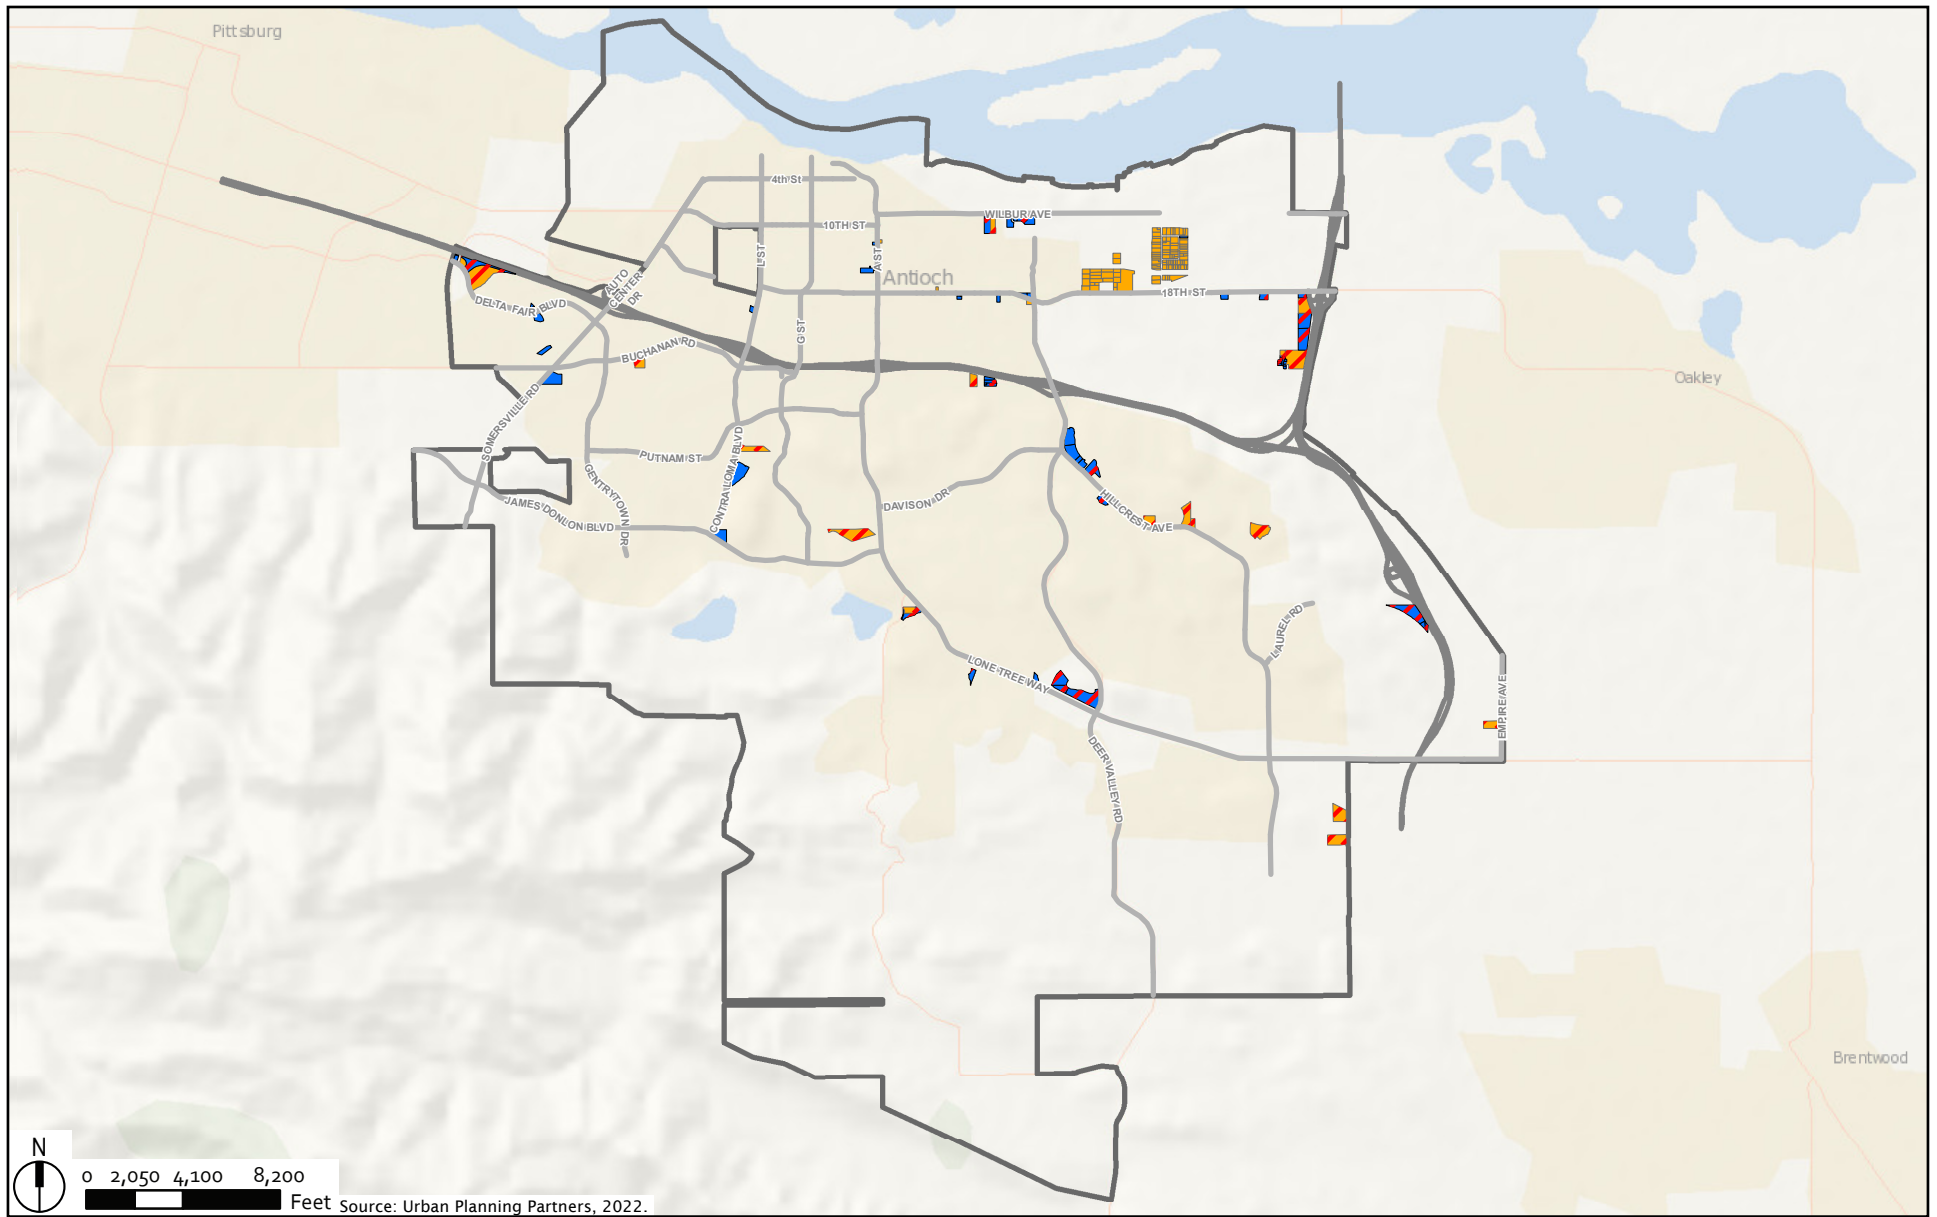 Pittsburg
4th St
WILBUR AVE
10TH ST
L ST
A ST
Antioch
AUTO
CENTER
DR
18TH ST
DELTA FAIR BLVD
G ST
BUCHANAN RD
Oakley
SOMERSVILLE RD
PUTNAM ST
CONTRA LOMA BLVD
GENTRYTOWN DR
JAMES DONLON BLVD
DAVISON DR
HILLCREST AVE
LAUREL RD
LONE TREE WAY
EMPIRE AVE
DEER VALLEY RD
Brentwood
N
0 2,050 4,100 8,200
Feet
Source: Urban Planning Partners, 2022.